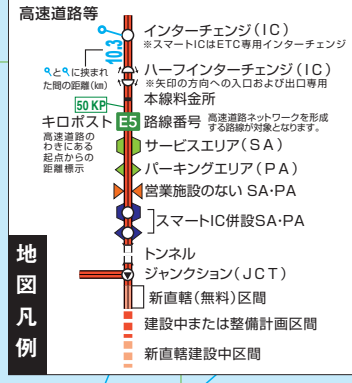 高速道路等
インターチェンジ(IC)
※スマートICはETC専用インターチェンジ
10.3
とに挟まれ
た間の距離(km)
ハーフインターチェンジ(IC)
※矢印の方向への入口および出口専用
本線料金所
50 KP
キロポスト
高速道路の
わきにある
起点からの
距離標示
E5
路線番号
高速道路ネットワークを形成
する路線が対象となります。
サービスエリア(SA)
パーキングエリア(PA)
営業施設のない SA・PA
スマートIC併設SA・PA
トンネル
ジャンクション(JCT)
新直轄(無料)区間
建設中または整備計画区間
新直轄建設中区間
地図凡例